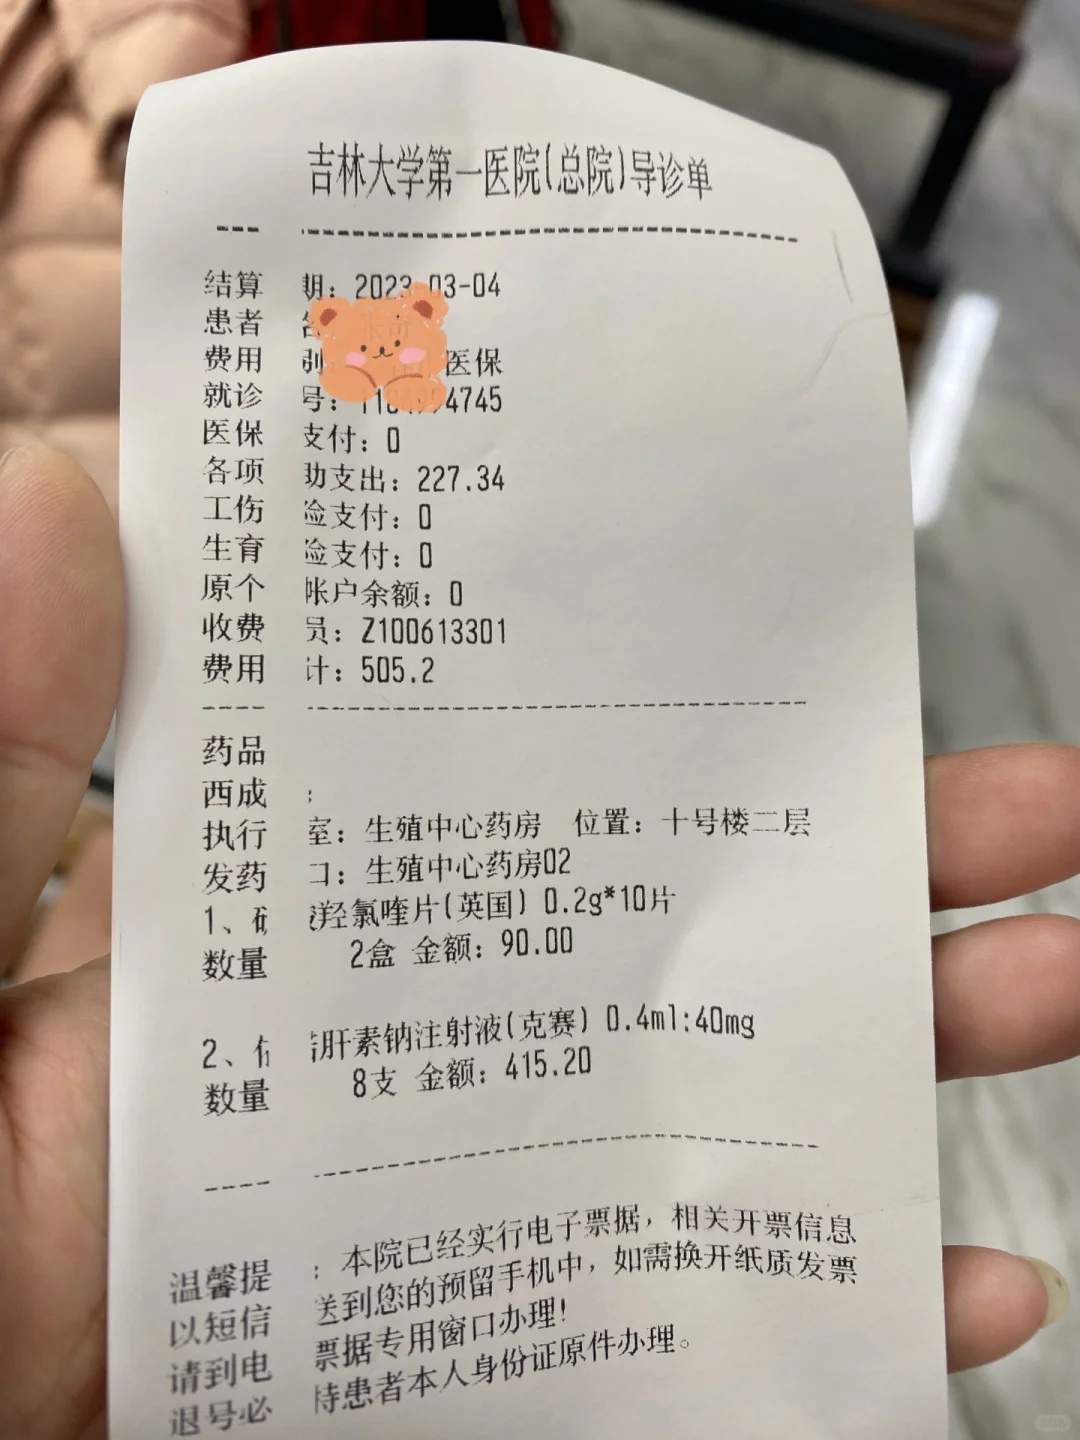 吉林大学第一医院(总院)导诊单
结算 期: 2023-03-04
患者
费用 别: 医保
就诊 号: 4745
医保 支付: 0
各项 助支出: 227.34
工伤 险支付: 0
生育 险支付: 0
原个 帐户余额: 0
收费 员: Z100613301
费用 计: 505.2
药品
西成 :
执行 室: 生殖中心药房 位置: 十号楼二层
发药 口: 生殖中心药房02
1、 羟氯喹片(英国) 0.2g*10片
数量 2盒 金额: 90.00
2、 肝素钠注射液(克赛) 0.4ml:40mg
数量 8支 金额: 415.20
温馨提 : 本院已经实行电子票据, 相关开票信息
以短信 送到您的预留手机中, 如需换开纸质发票
请到电 票据专用窗口办理!
退号必 持患者本人身份证原件办理。